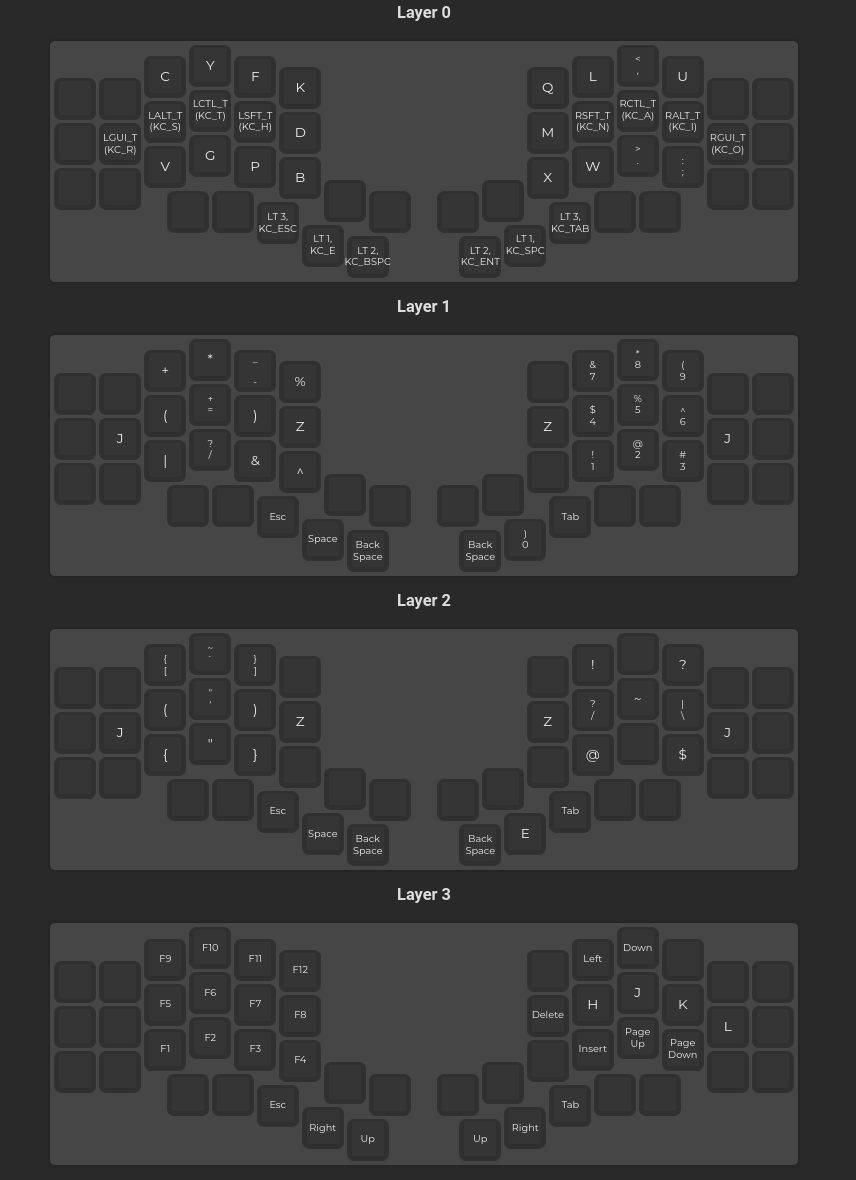 Layer 0
C Y F K Q L < , U
LGUI_T (KC_R) LALT_T (KC_S) LCTL_T (KC_T) LSFT_T (KC_H) D M RSFT_T (KC_N) RCTL_T (KC_A) RALT_T (KC_I) RGUI_T (KC_O)
V G P B X W > . : ;
LT 3, KC_ESC LT 3, KC_TAB
LT 1, KC_E LT 2, KC_BSPC LT 2, KC_ENT LT 1, KC_SPC
Layer 1
+ * _ - % & 7 * 8 ( 9
J ( + = ) Z Z $ 4 % 5 ^ 6 J
| ? / & ^ ! 1 @ 2 # 3
Esc Tab
Space Back Space Back Space ) 0
Layer 2
{ [ ~ ` } ] ! ?
J ( " ' ) Z Z ? / ~ | \ J
{ " } @ $
Esc Tab
Space Back Space Back Space E
Layer 3
F9 F10 F11 F12 Left Down
F5 F6 F7 F8 Delete H J K L
F1 F2 F3 F4 Insert Page Up Page Down
Esc Tab
Right Up Up Right